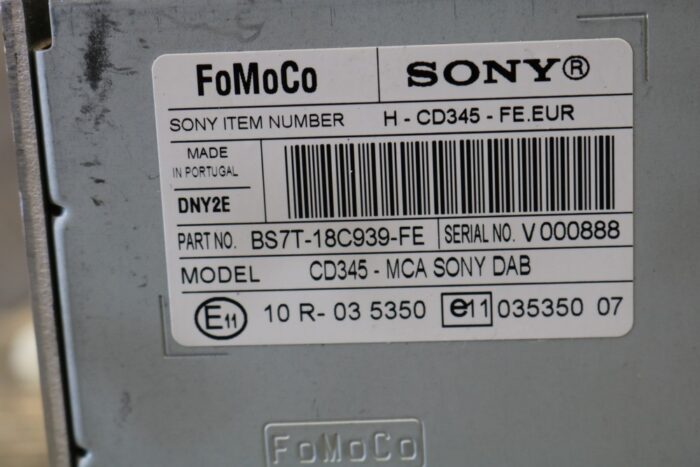 FoMoCo SONY®
SONY ITEM NUMBER H - CD345 - FE.EUR
MADE
IN PORTUGAL
DNY2E
PART NO. BS7T-18C939-FE SERIAL NO. V 000888
MODEL CD345 - MCA SONY DAB
E11 10 R- 03 5350 e11 035350 07
FoMoCo